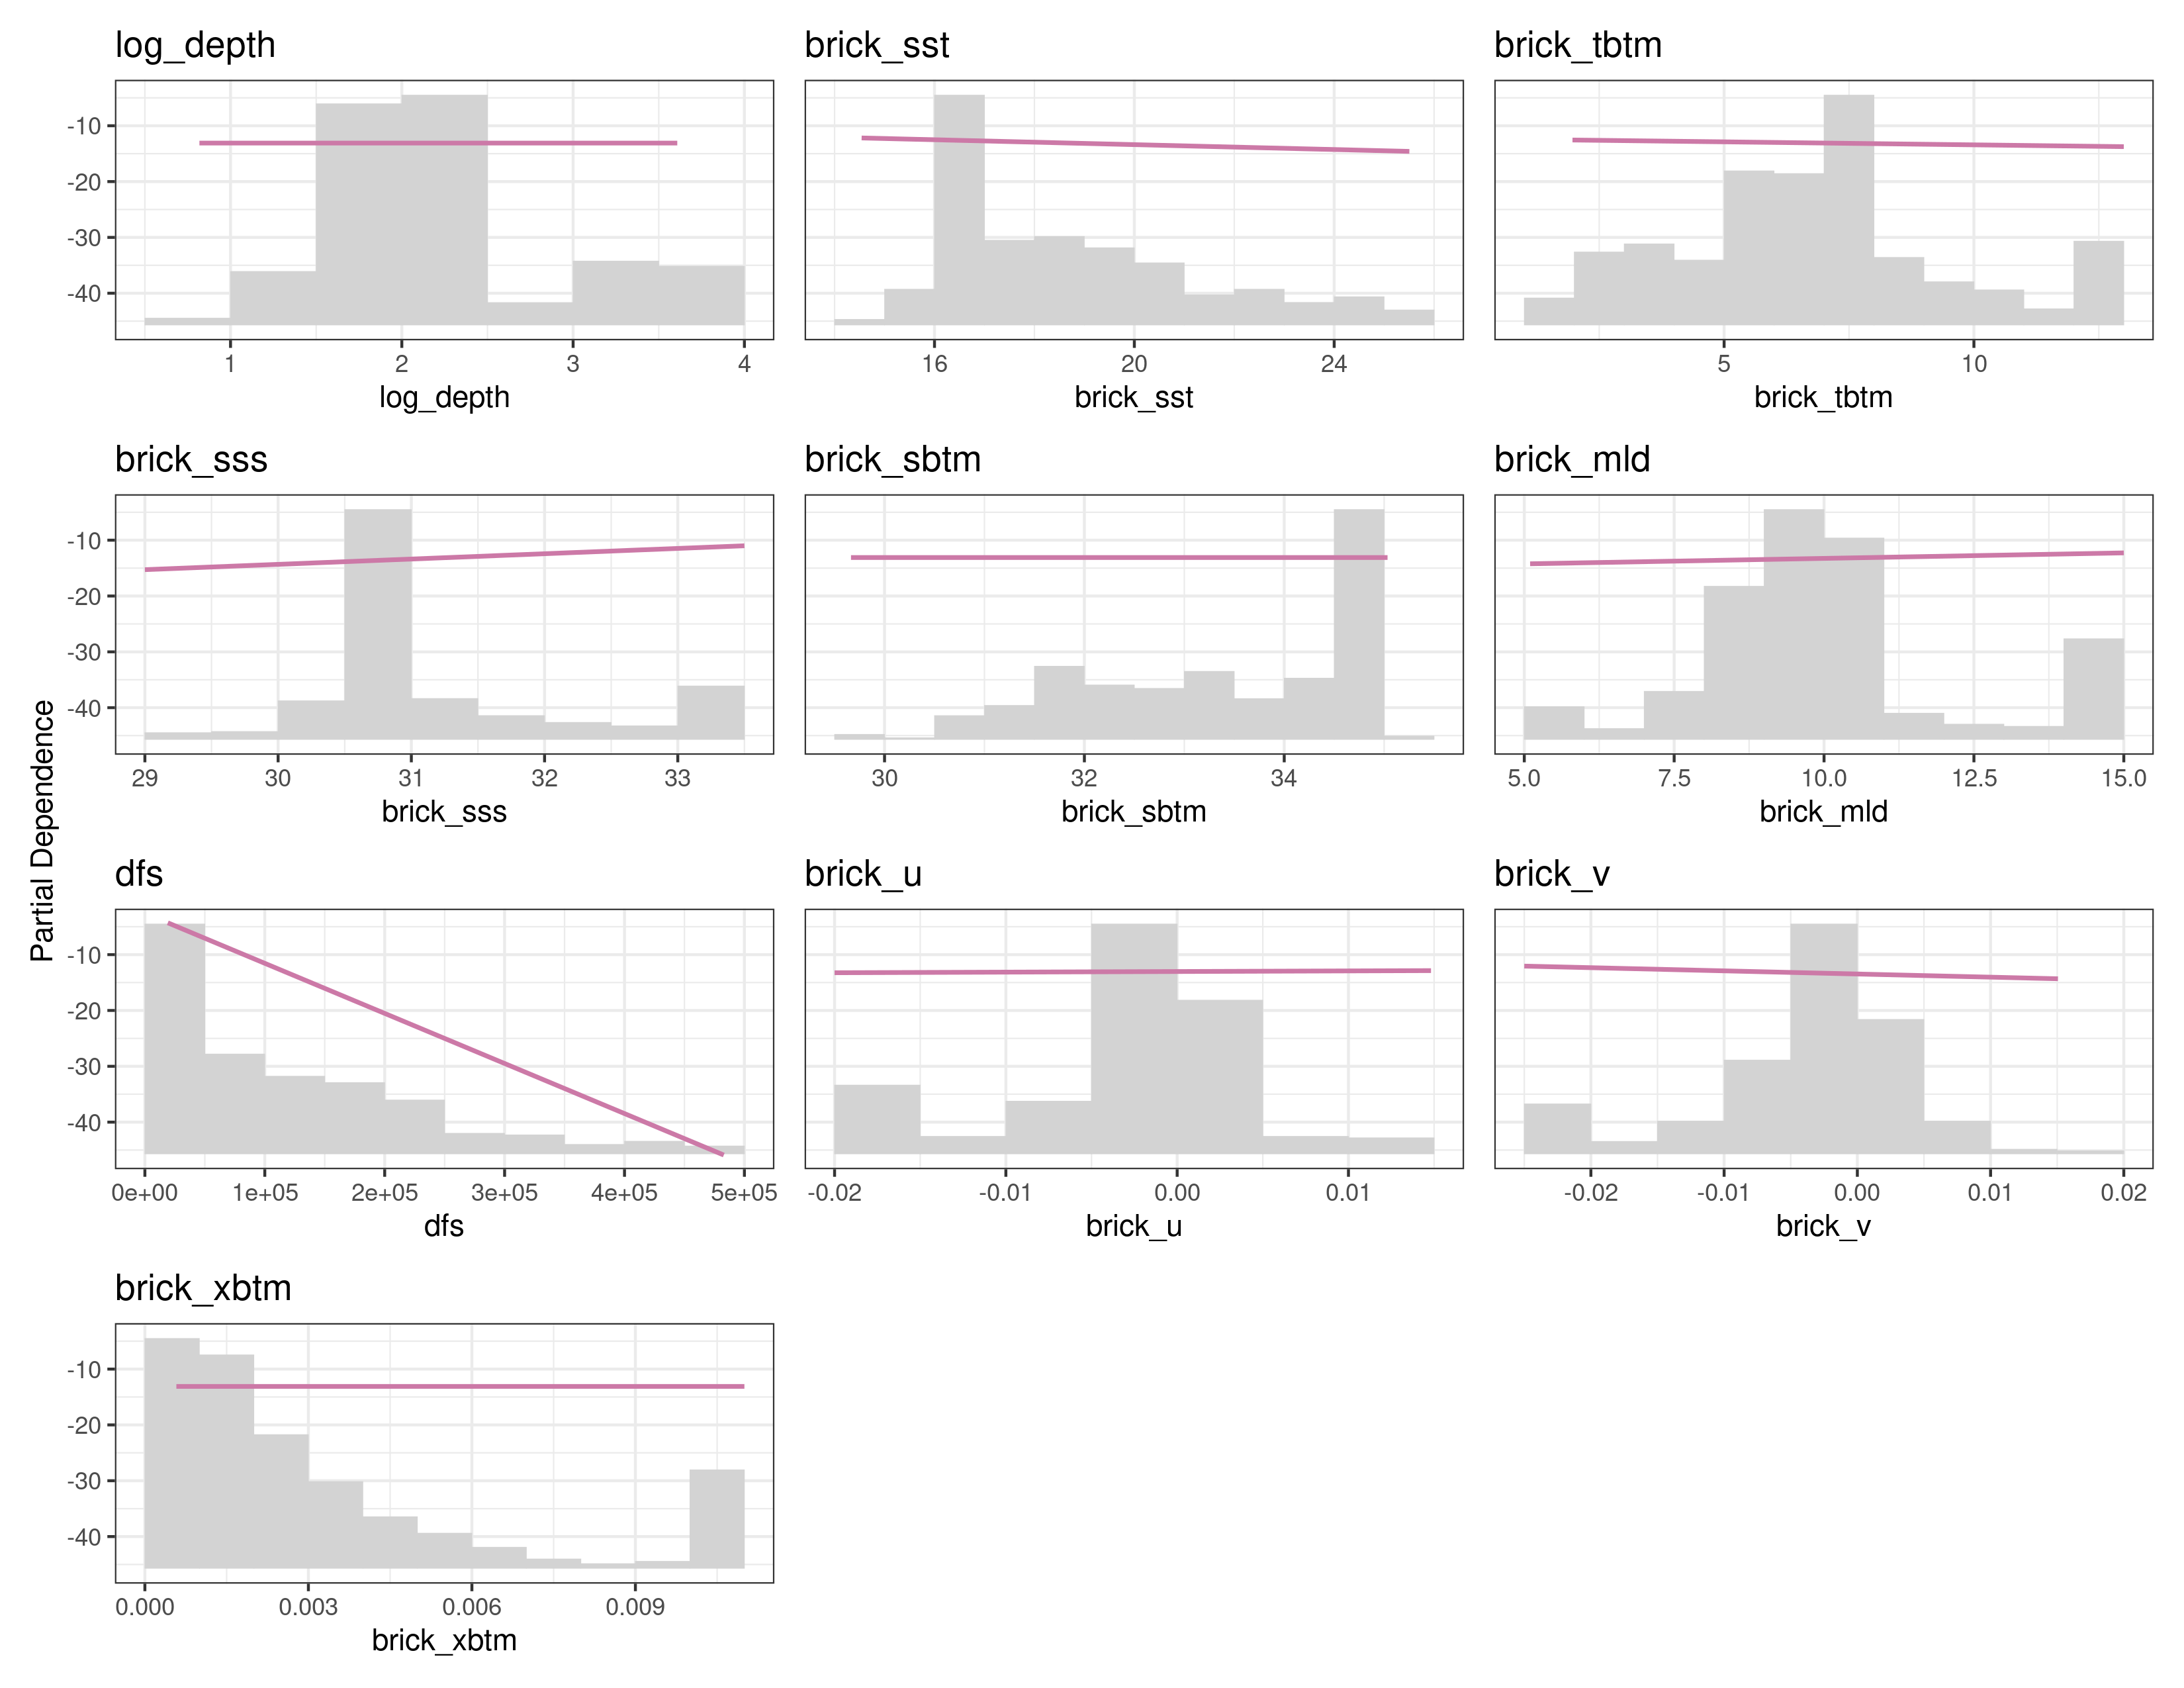 log_depth brick_sst brick_tbtm
-10
-20
-30
-40
1 2 3 4 16 20 24 5 10
log_depth brick_sst brick_tbtm
brick_sss brick_sbtm brick_mld
-10
-20
-30
-40
29 30 31 32 33 30 32 34 5.0 7.5 10.0 12.5 15.0
brick_sss brick_sbtm brick_mld
Partial Dependence
dfs brick_u brick_v
-10
-20
-30
-40
0e+00 1e+05 2e+05 3e+05 4e+05 5e+05 -0.02 -0.01 0.00 0.01 -0.02 -0.01 0.00 0.01 0.02
dfs brick_u brick_v
brick_xbtm
-10
-20
-30
-40
0.000 0.003 0.006 0.009
brick_xbtm